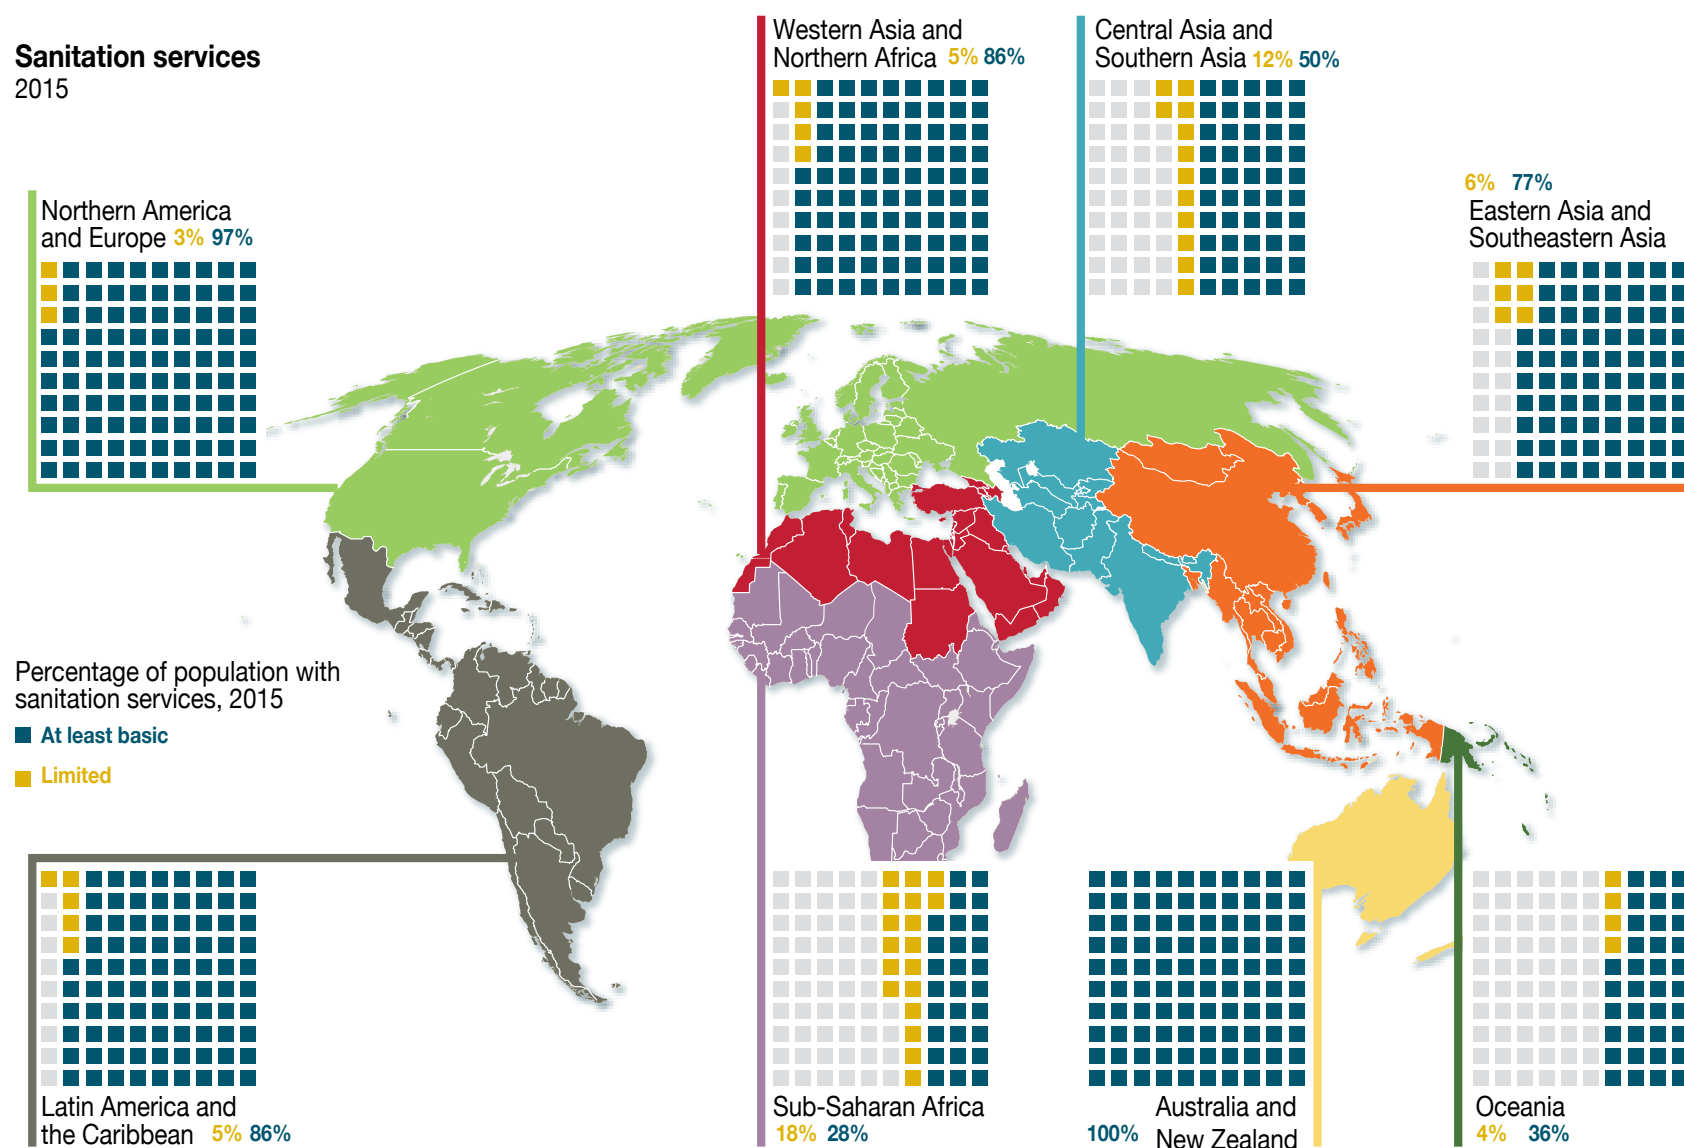 Sanitation services
2015
Western Asia and
Northern Africa 5% 86%
Central Asia and
Southern Asia 12% 50%
6% 77%
Eastern Asia and
Southeastern Asia
Northern America
and Europe 3% 97%
Percentage of population with
sanitation services, 2015
At least basic
Limited
Latin America and
the Caribbean 5% 86%
Sub-Saharan Africa
18% 28%
Australia and
100% New Zealand
Oceania
4% 36%